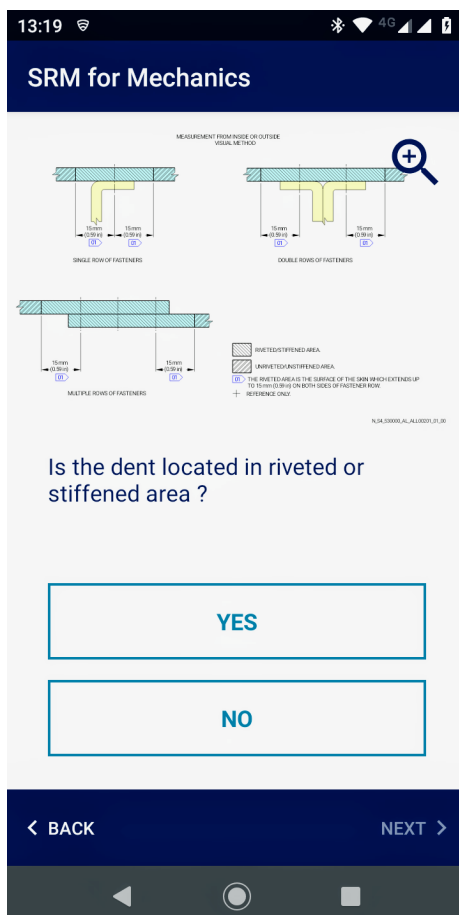 13:19
4G
SRM for Mechanics
MEASUREMENT FROM INSIDE OR OUTSIDE
VISUAL METHOD
15 mm 15 mm
(0.59 in) (0.59 in)
01 01
SINGLE ROW OF FASTENERS
15 mm 15 mm
(0.59 in) (0.59 in)
01 01
DOUBLE ROWS OF FASTENERS
15 mm 15 mm
(0.59 in) (0.59 in)
01 01
MULTIPLE ROWS OF FASTENERS
RIVETED/STIFFENED AREA.
UNRIVETED/UNSTIFFENED AREA.
01 THE RIVETED AREA IS THE SURFACE OF THE SKIN WHICH EXTENDS UP
TO 15 mm (0.59 in) ON BOTH SIDES OF FASTENER ROW.
REFERENCE ONLY.
N_S4_530000_AL_ALL00201_01_00
Is the dent located in riveted or
stiffened area ?
YES
NO
BACK
NEXT